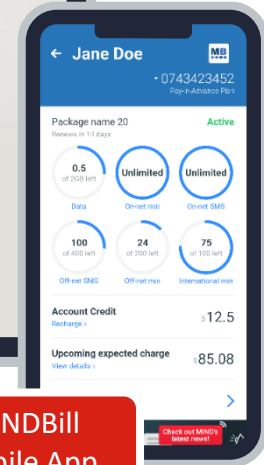 ← Jane Doe
MB
0743423452
Pay-in-Advance Plan
Package name 20 Active
Renews in 14 days
0.5 Unlimited Unlimited
of 2GB left
Data On-net min On-net SMS
100 24 75
of 400 left of 200 left of 100 left
Off-net SMS Off-net min International min
Account Credit
Recharge >
$12.5
Upcoming expected charge
View details >
$85.08
>
NDBill
Check out MIND's
latest news!
ile App